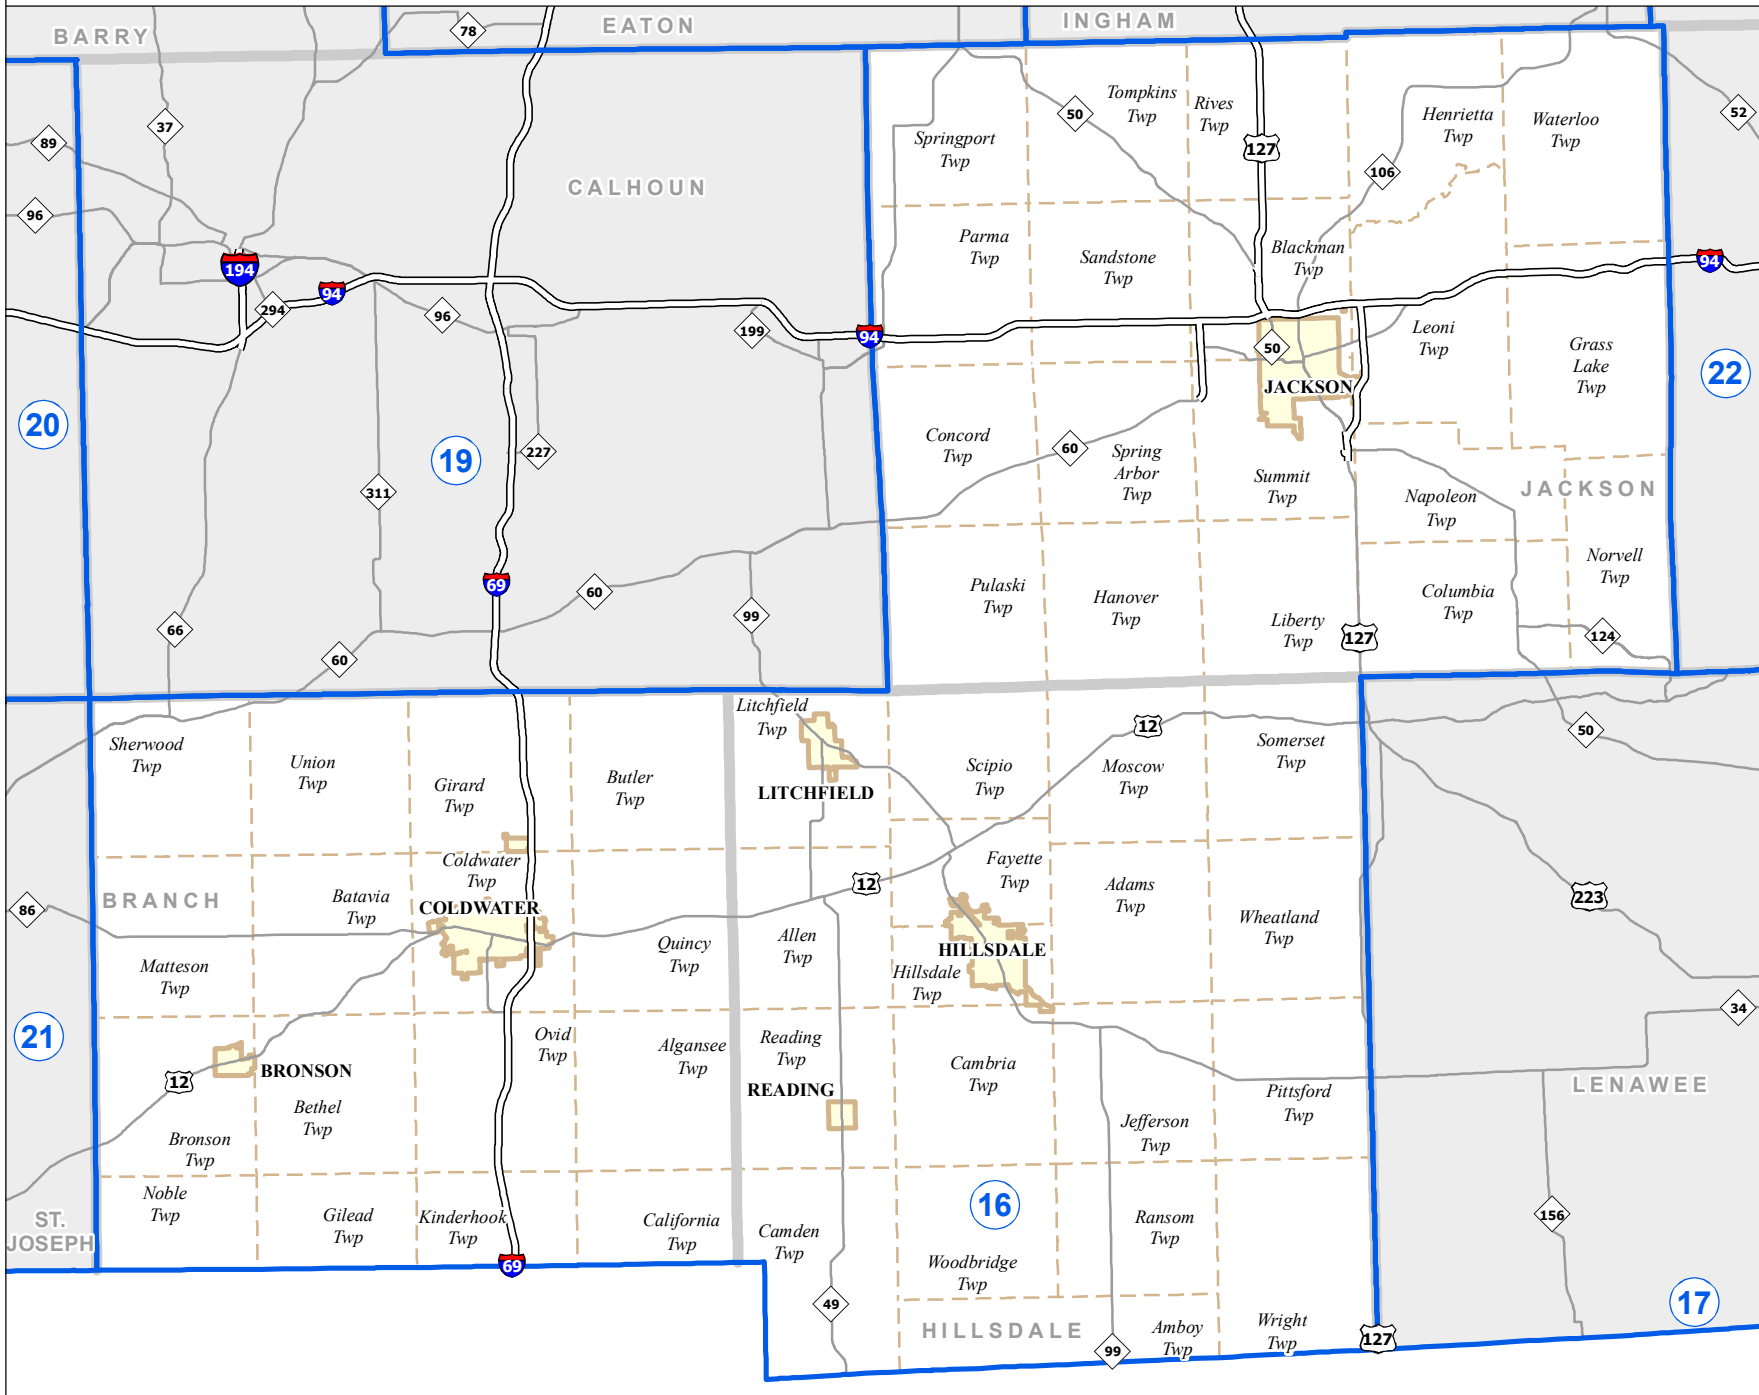 BARRY
EATON
INGHAM
78
37
89
96
CALHOUN
Springport
Twp
50
Tompkins
Twp
Rives
Twp
127
Henrietta
Twp
Waterloo
Twp
106
52
194
94
294
96
199
94
Parma
Twp
Sandstone
Twp
Blackman
Twp
94
Leoni
Twp
Grass
Lake
Twp
50
JACKSON
22
20
19
227
311
Concord
Twp
60
Spring
Arbor
Twp
Summit
Twp
Napoleon
Twp
JACKSON
69
60
99
66
60
Pulaski
Twp
Hanover
Twp
Liberty
Twp
127
Columbia
Twp
Norvell
Twp
124
Sherwood
Twp
Union
Twp
Girard
Twp
Butler
Twp
Litchfield
Twp
LITCHFIELD
Scipio
Twp
12
Moscow
Twp
Somerset
Twp
50
86
BRANCH
Batavia
Twp
Coldwater
Twp
COLDWATER
12
Fayette
Twp
Adams
Twp
Wheatland
Twp
223
Matteson
Twp
Quincy
Twp
Allen
Twp
HILLSDALE
Hillsdale
Twp
21
34
12
BRONSON
Ovid
Twp
Algansee
Twp
Reading
Twp
READING
Cambria
Twp
LENAWEE
Bethel
Twp
Bronson
Twp
Jefferson
Twp
Pittsford
Twp
ST.
JOSEPH
Noble
Twp
Gilead
Twp
Kinderhook
Twp
California
Twp
Camden
Twp
16
Ransom
Twp
156
69
Woodbridge
Twp
49
HILLSDALE
99
Amboy
Twp
Wright
Twp
127
17